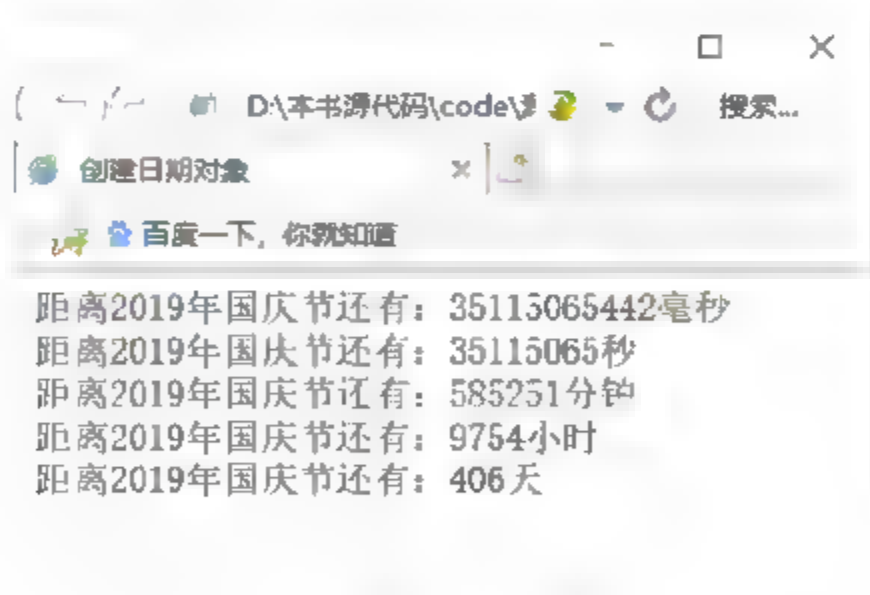 D:\本书源代码\code\ 搜索...
创建日期对象
百度一下，你就知道
距离2019年国庆节还有：35115065442毫秒
距离2019年国庆节还有：35115065秒
距离2019年国庆节还有：585251分钟
距离2019年国庆节还有：9754小时
距离2019年国庆节还有：406天